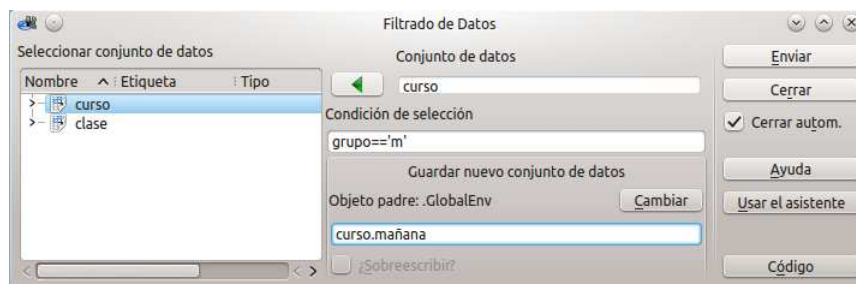 Filtrado de Datos
Seleccionar conjunto de datos
Nombre Etiqueta Tipo
curso
clase
Conjunto de datos
curso
Condición de selección
grupo=='m'
Guardar nuevo conjunto de datos
Objeto padre: .GlobalEnv Cambiar
curso.mañana
¿Sobreescribir?
Enviar
Cerrar
Cerrar autom.
Ayuda
Usar el asistente
Código